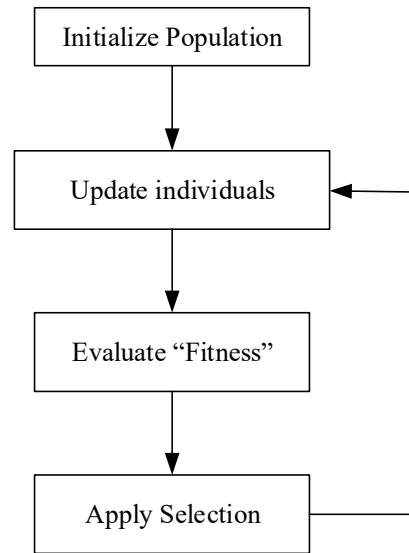 Initialize Population
Update individuals
Evaluate “Fitness”
Apply Selection